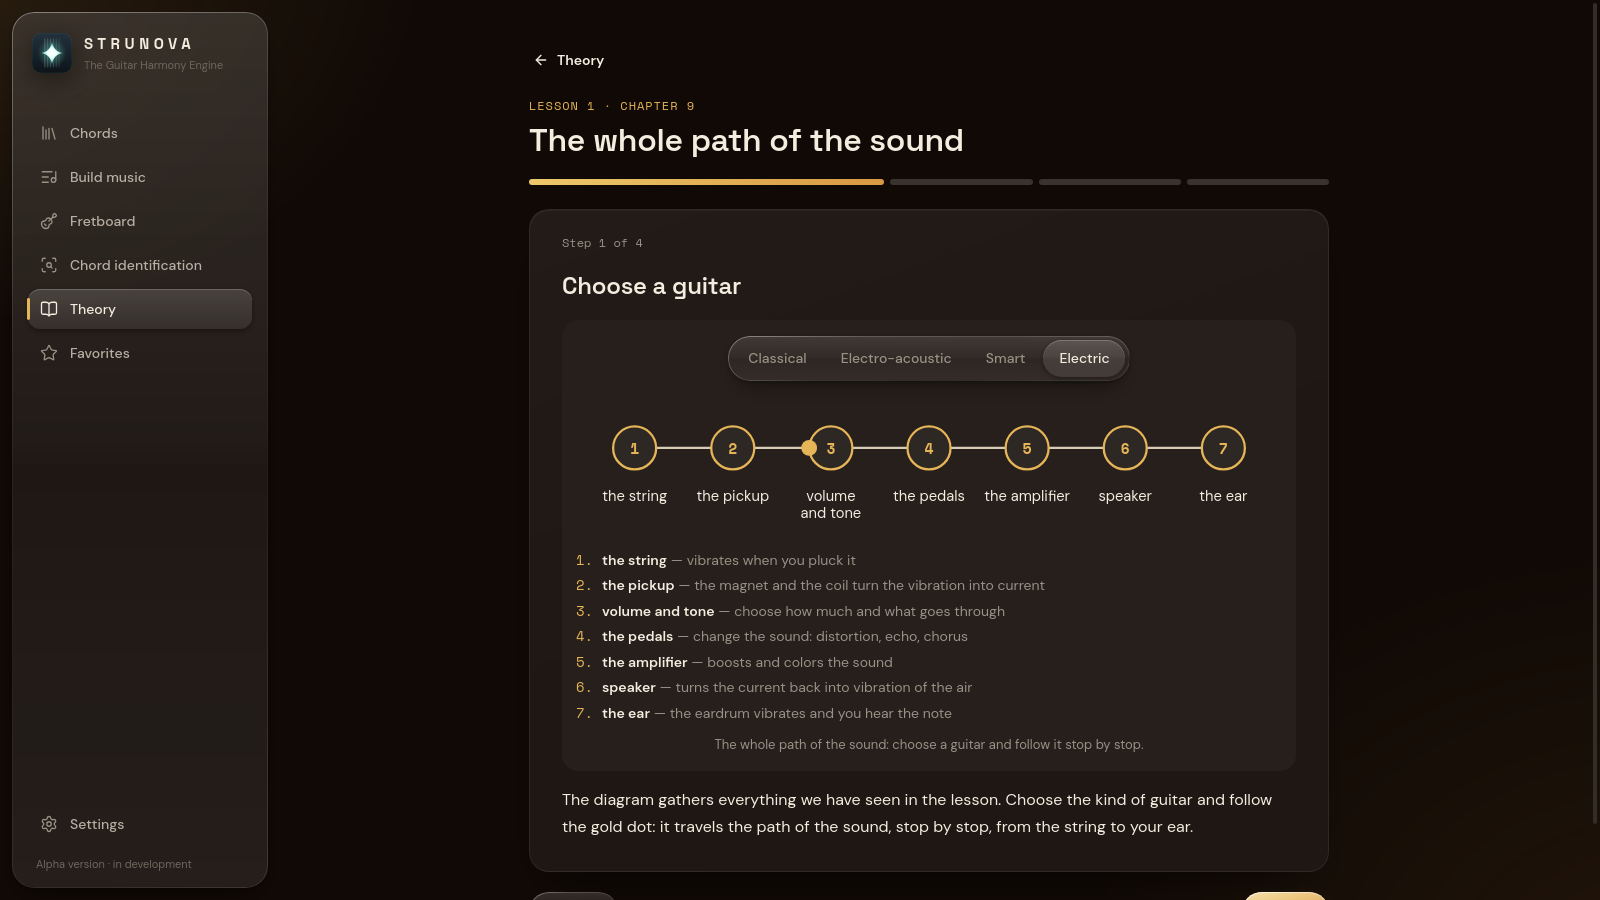 STRUNOVA
The Guitar Harmony Engine
Chords
Build music
Fretboard
Chord identification
Theory
Favorites
Settings
Alpha version · in development
← Theory
LESSON 1 · CHAPTER 9
The whole path of the sound
Step 1 of 4
Choose a guitar
Classical Electro-acoustic Smart Electric
1 2 3 4 5 6 7
the string the pickup volume and tone the pedals the amplifier speaker the ear
1. the string — vibrates when you pluck it
2. the pickup — the magnet and the coil turn the vibration into current
3. volume and tone — choose how much and what goes through
4. the pedals — change the sound: distortion, echo, chorus
5. the amplifier — boosts and colors the sound
6. speaker — turns the current back into vibration of the air
7. the ear — the eardrum vibrates and you hear the note
The whole path of the sound: choose a guitar and follow it stop by stop.
The diagram gathers everything we have seen in the lesson. Choose the kind of guitar and follow
the gold dot: it travels the path of the sound, stop by stop, from the string to your ear.